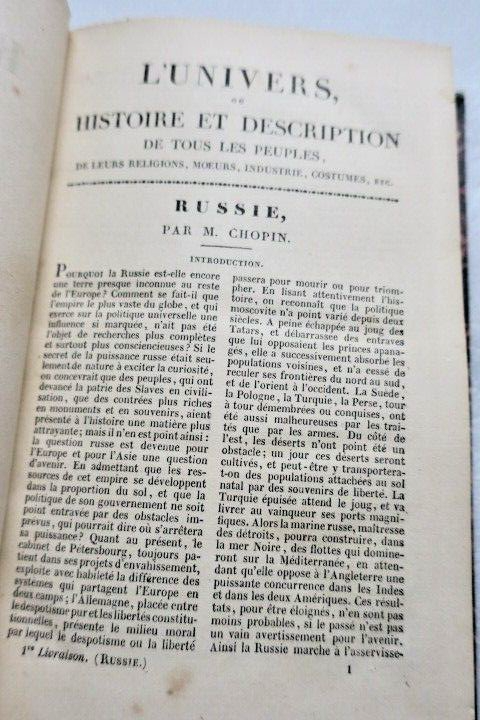 L'UNIVERS,
OU
HISTOIRE ET DESCRIPTION
DE TOUS LES PEUPLES,
DE LEURS RELIGIONS, MOEURS, INDUSTRIE, COSTUMES, ETC.
RUSSIE,
PAR M. CHOPIN.
INTRODUCTION.
POURQUOI la Russie est-elle encore
une terre presque inconnue au reste
de l'Europe? Comment se fait-il que
l'empire le plus vaste du globe, et qui
exerce sur la politique universelle une
influence si marquée, n'ait pas été
l'objet de recherches plus complètes
et surtout plus consciencieuses? Si le
secret de la puissance russe était seu-
lement de nature à exciter la curiosité,
on concevrait que des peuples, qui ont
devancé la patrie des Slaves en civili-
sation, que des contrées plus riches
en monuments et en souvenirs, aient
présenté à l'histoire une matière plus
attrayante; mais il n'en est point ainsi:
la question russe est devenue pour
l'Europe et pour l'Asie une question
d'avenir. En admettant que les res-
sources de cet empire se développent
dans la proportion du sol, et que la
politique de son gouvernement ne soit
point entravée par des obstacles im-
prévus, qui pourrait dire où s'arrêtera
sa puissance? Quant au présent, le
cabinet de Pétersbourg, toujours pa-
tient dans ses projets d'envahissement,
exploite avec habileté la différence des
systèmes qui partagent l'Europe en
deux camps; l'Allemagne, placée entre
le despotisme pur et les libertés constitu-
tionnelles, présente le milieu moral
par lequel le despotisme ou la liberté
1re Livraison. (RUSSIE.)
passera pour mourir ou pour triom-
pher. En lisant attentivement l'his-
toire, on reconnaît que la politique
moscovite n'a point varié depuis deux
siècles. A peine échappée au joug des
Tatars, et débarrassée des entraves
que lui opposaient les princes apana-
gés, elle a successivement absorbé les
populations voisines, et n'a cessé de
reculer ses frontières du nord au sud,
et de l'orient à l'occident. La Suède,
la Pologne, la Turquie, la Perse, tour
à tour démembrées ou conquises, ont
été aussi malheureuses par les trai-
tés que par les armes. Du côté de
l'est, les déserts n'ont point été un
obstacle; un jour ces déserts seront
cultivés, et peut-être y transportera-
t-on des populations attachées au sol
natal par des souvenirs de liberté. La
Turquie épuisée attend le joug, et va
livrer au vainqueur ses ports magni-
fiques. Alors la marine russe, maîtresse
des détroits, pourra construire, dans
la mer Noire, des flottes qui domine-
ront sur la Méditerranée, en atten-
dant qu'elle oppose à l'Angleterre une
puissante concurrence dans les Indes
et dans les deux Amériques. Ces résul-
tats, pour être éloignés, n'en sont pas
moins probables, si le passé n'est pas
un vain avertissement pour l'avenir.
Ainsi la Russie marche à l'asservisse-
1